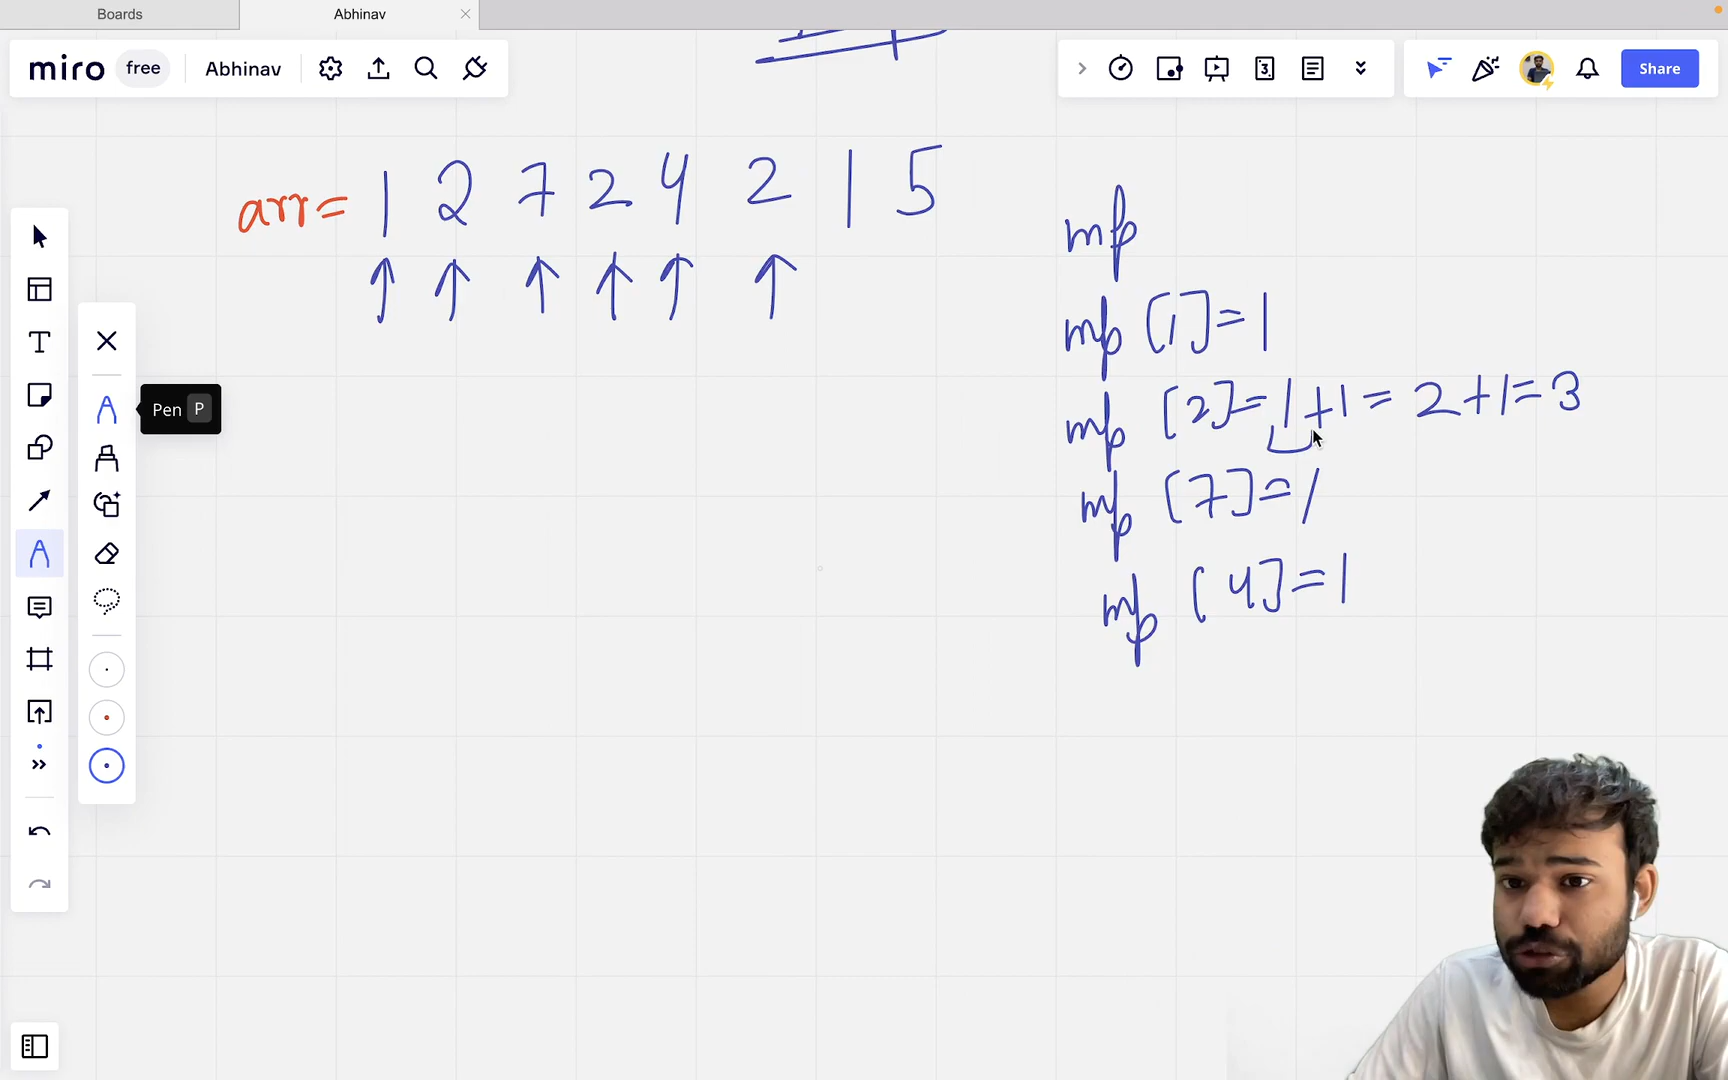 Boards
Abhinav
miro free Abhinav
3
Share
arr= 1 2 7 2 4 2 1 5
mp
mp [1]=1
mp [2]=1+1= 2+1=3
mp [7]=1
mp [4]=1
Pen P